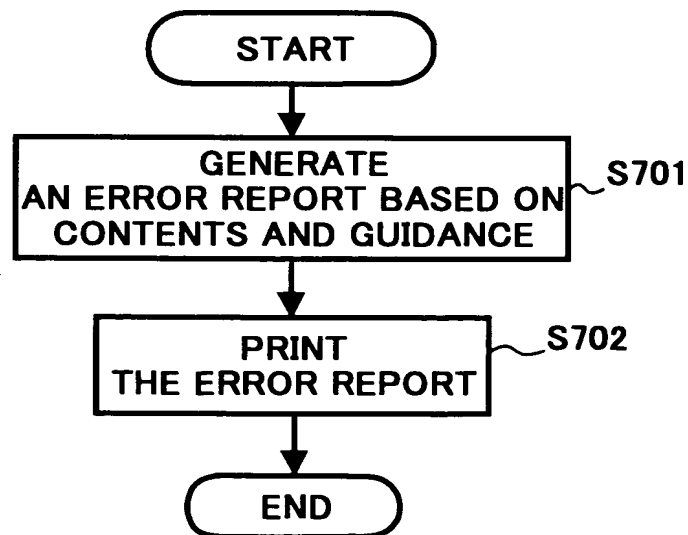 START
GENERATE
AN ERROR REPORT BASED ON
CONTENTS AND GUIDANCE
S701
PRINT
THE ERROR REPORT
S702
END